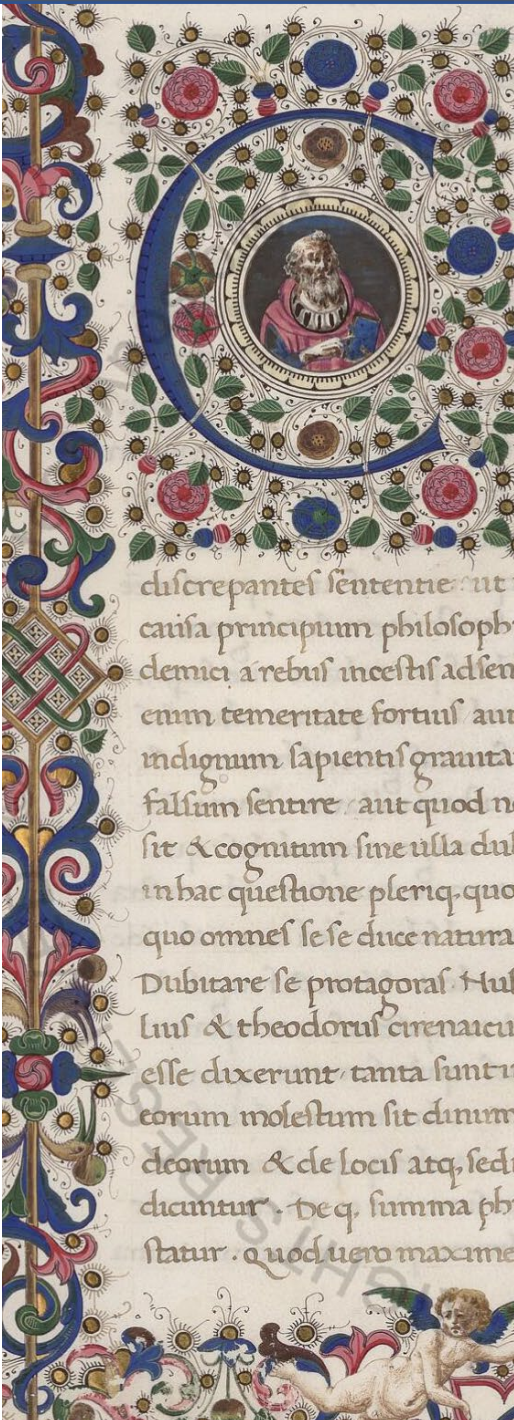 C
discrepantes sententie ut
causa principium philosoph
demici a rebus incestis adsen
enim temeritate fortius aut
indignum sapientis grauita
falsum sentire aut quod n
sit & cognitum sine ulla dub
in hac questione pleriq. quo
quo omnes se se duce natura
Dubitare se protagoras Nul
lius & theodorus cirenaicu
esse dixerunt tanta sunt i
eorum molestum sit dinum
deorum & de locis atq. sedi
dicuntur. De q. summa ph
statur. quod uero maxime